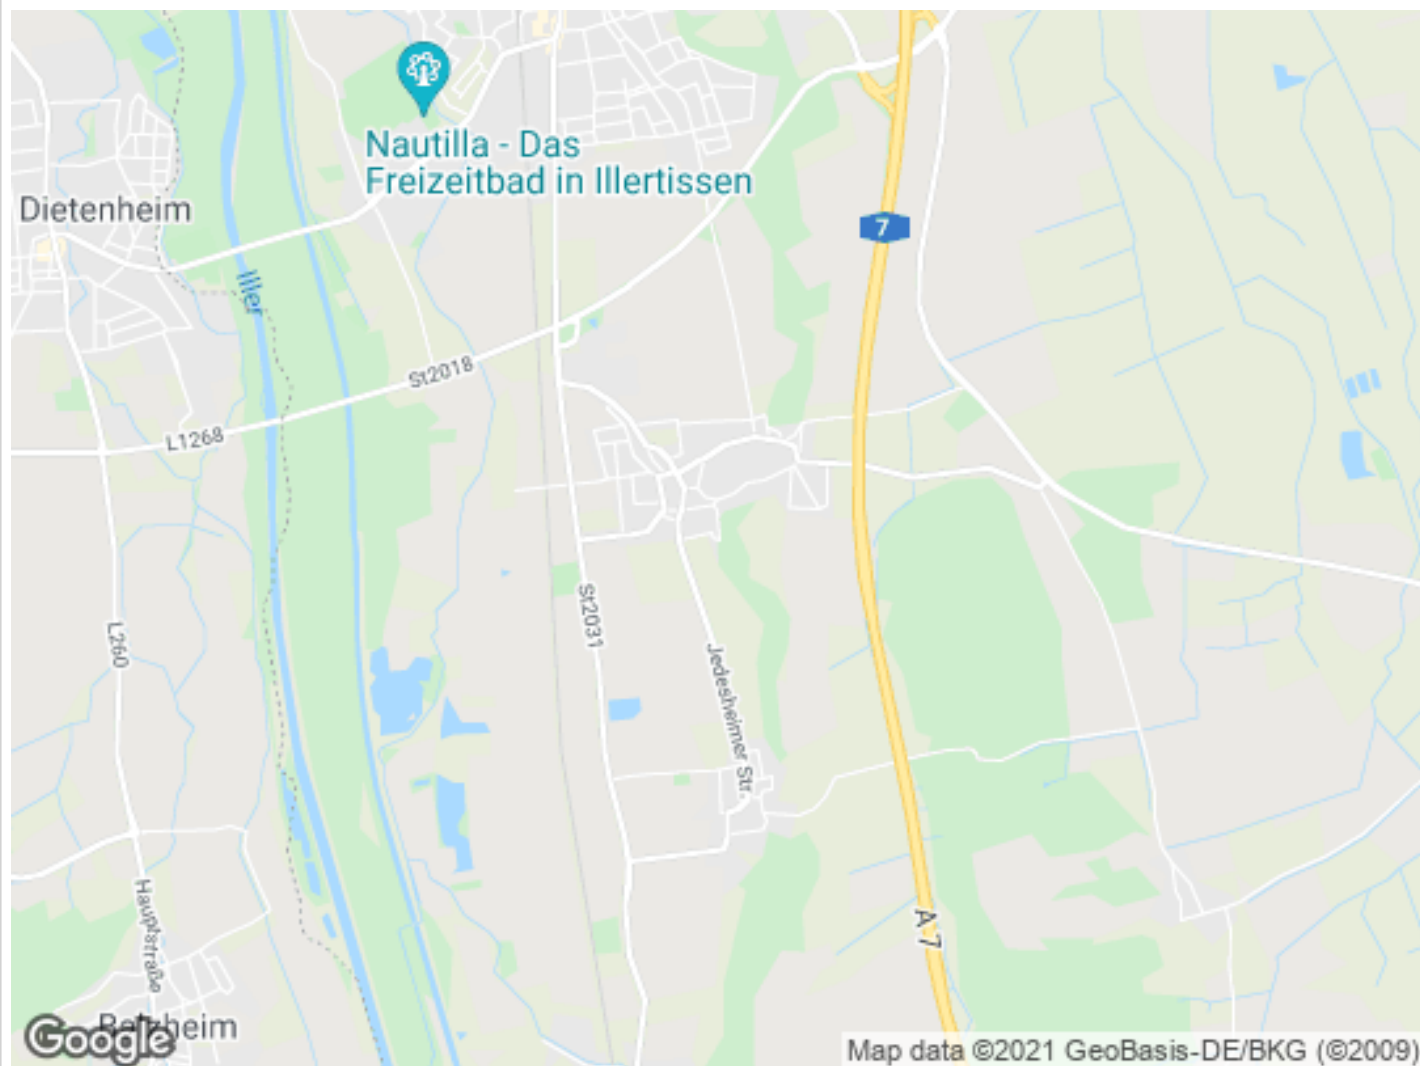 Nautilla - Das
Freizeitbad in Illertissen
Dietenheim
7
Iller
St2018
L1268
St2031
L260
Jedesheimer Str.
Hauptstraße
A 7
Balzheim
Google
Map data ©2021 GeoBasis-DE/BKG (©2009)